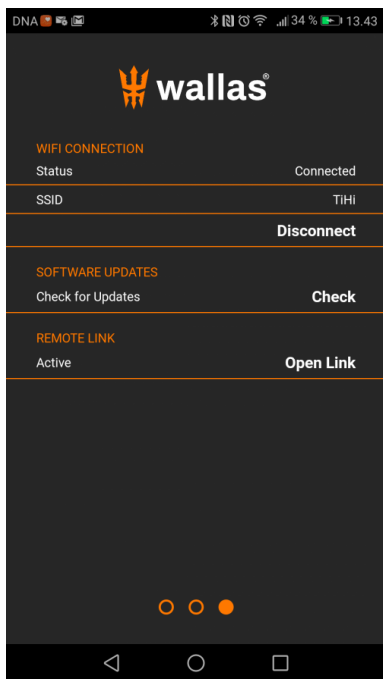 DNA 34 % 13.43
wallas®
WIFI CONNECTION
Status Connected
SSID TiHi
Disconnect
SOFTWARE UPDATES
Check for Updates Check
REMOTE LINK
Active Open Link